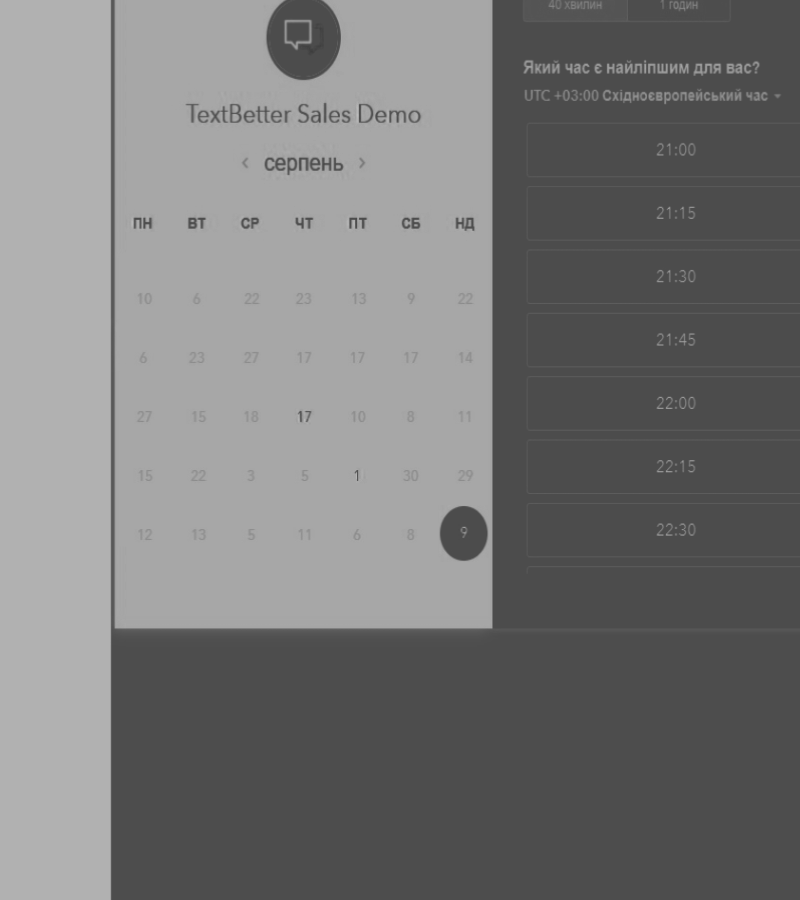 TextBetter Sales Demo
‹ серпень ›
ПН ВТ СР ЧТ ПТ СБ НД
10 6 22 23 13 9 22
6 23 27 17 17 17 14
27 15 18 17 10 8 11
15 22 3 5 1 30 29
12 13 5 11 6 8 9
40 хвилин 1 годин
Який час є найліпшим для вас?
UTC +03:00 Східноєвропейський час
21:00
21:15
21:30
21:45
22:00
22:15
22:30